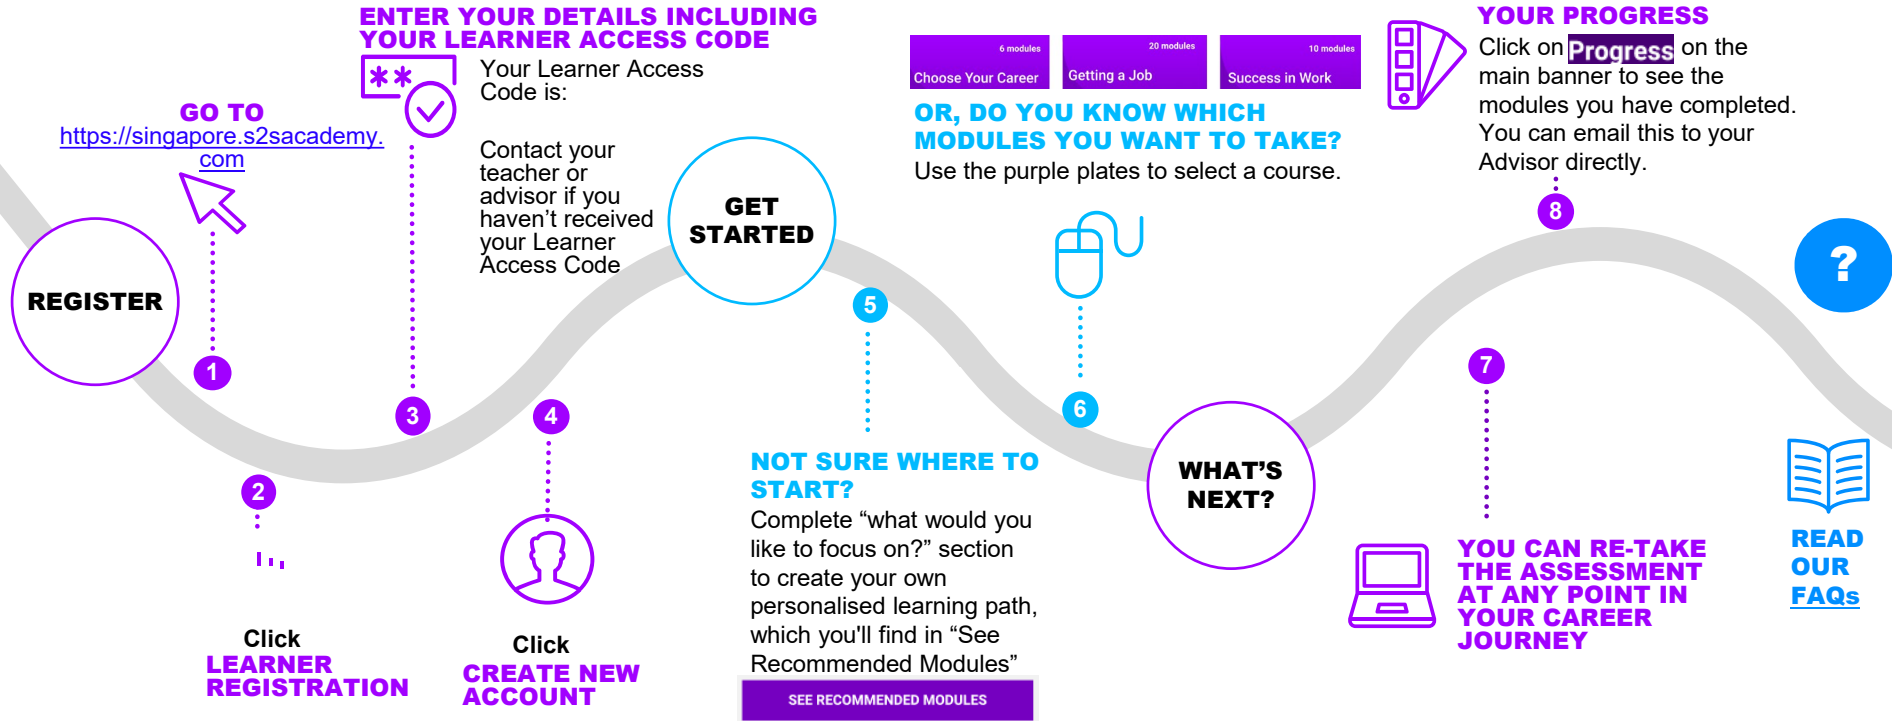 REGISTER
GO TO
https://singapore.s2sacademy.
com
1
2
Click
LEARNER
REGISTRATION
ENTER YOUR DETAILS INCLUDING
YOUR LEARNER ACCESS CODE
**
Your Learner Access
Code is:
Contact your
teacher or
advisor if you
haven’t received
your Learner
Access Code
3
4
Click
CREATE NEW
ACCOUNT
GET
STARTED
5
NOT SURE WHERE TO
START?
Complete “what would you
like to focus on?” section
to create your own
personalised learning path,
which you'll find in “See
Recommended Modules”
SEE RECOMMENDED MODULES
6 modules
Choose Your Career
20 modules
Getting a Job
10 modules
Success in Work
OR, DO YOU KNOW WHICH
MODULES YOU WANT TO TAKE?
Use the purple plates to select a course.
6
WHAT’S
NEXT?
7
YOU CAN RE-TAKE
THE ASSESSMENT
AT ANY POINT IN
YOUR CAREER
JOURNEY
YOUR PROGRESS
Click on Progress on the
main banner to see the
modules you have completed.
You can email this to your
Advisor directly.
8
?
READ
OUR
FAQs